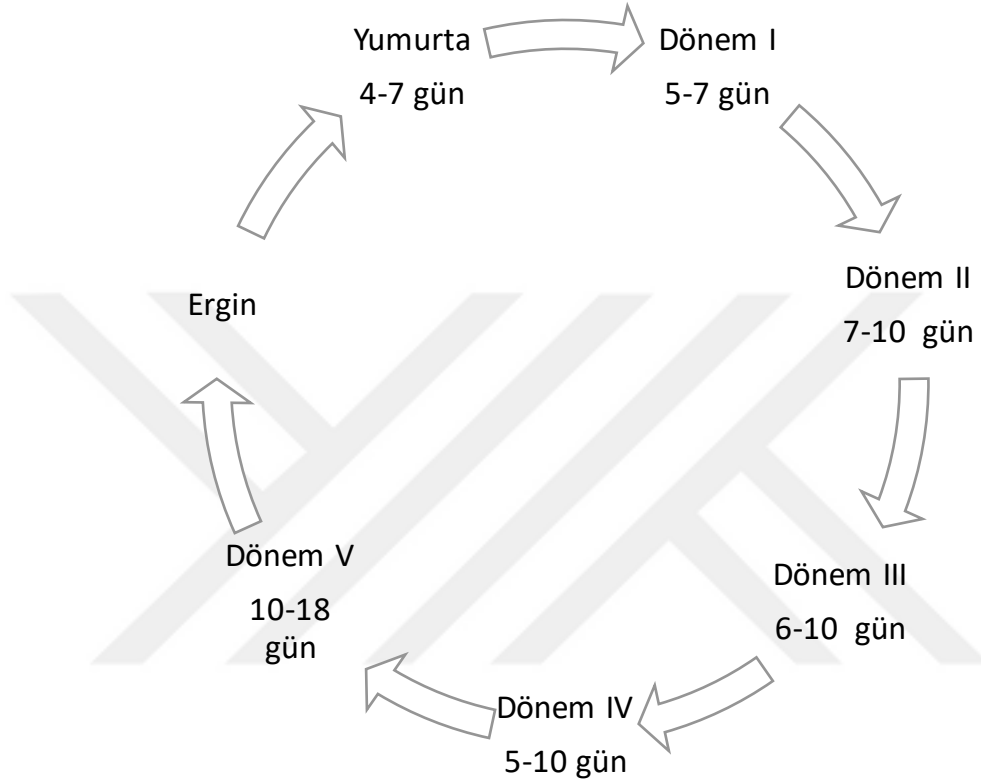 Yumurta
4-7 gün
Dönem I
5-7 gün
Dönem II
7-10 gün
Dönem III
6-10 gün
Dönem IV
5-10 gün
Dönem V
10-18
gün
Ergin